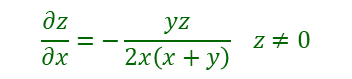 ∂z/∂x = − yz/2x(x + y) z ≠ 0